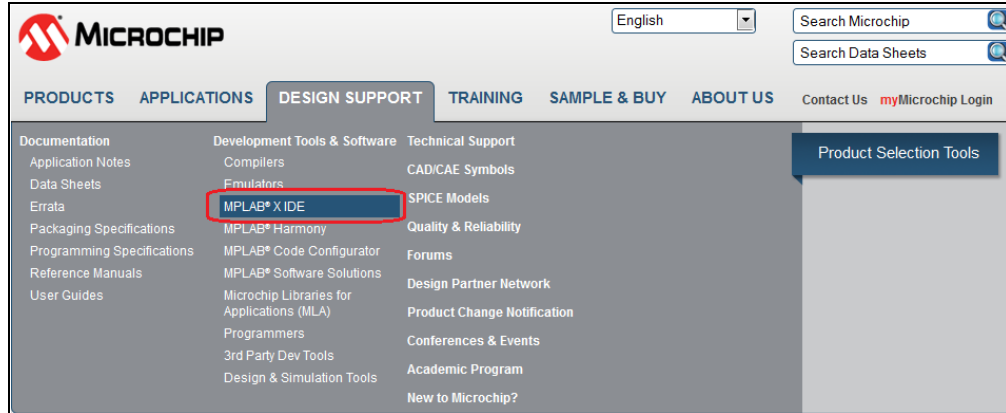 MICROCHIP
English
Search Microchip
Search Data Sheets
PRODUCTS APPLICATIONS DESIGN SUPPORT TRAINING SAMPLE & BUY ABOUT US Contact Us myMicrochip Login
Documentation
Application Notes
Data Sheets
Errata
Packaging Specifications
Programming Specifications
Reference Manuals
User Guides
Development Tools & Software
Compilers
Emulators
MPLAB® X IDE
MPLAB® Harmony
MPLAB® Code Configurator
MPLAB® Software Solutions
Microchip Libraries for
Applications (MLA)
Programmers
3rd Party Dev Tools
Design & Simulation Tools
Technical Support
CAD/CAE Symbols
SPICE Models
Quality & Reliability
Forums
Design Partner Network
Product Change Notification
Conferences & Events
Academic Program
New to Microchip?
Product Selection Tools